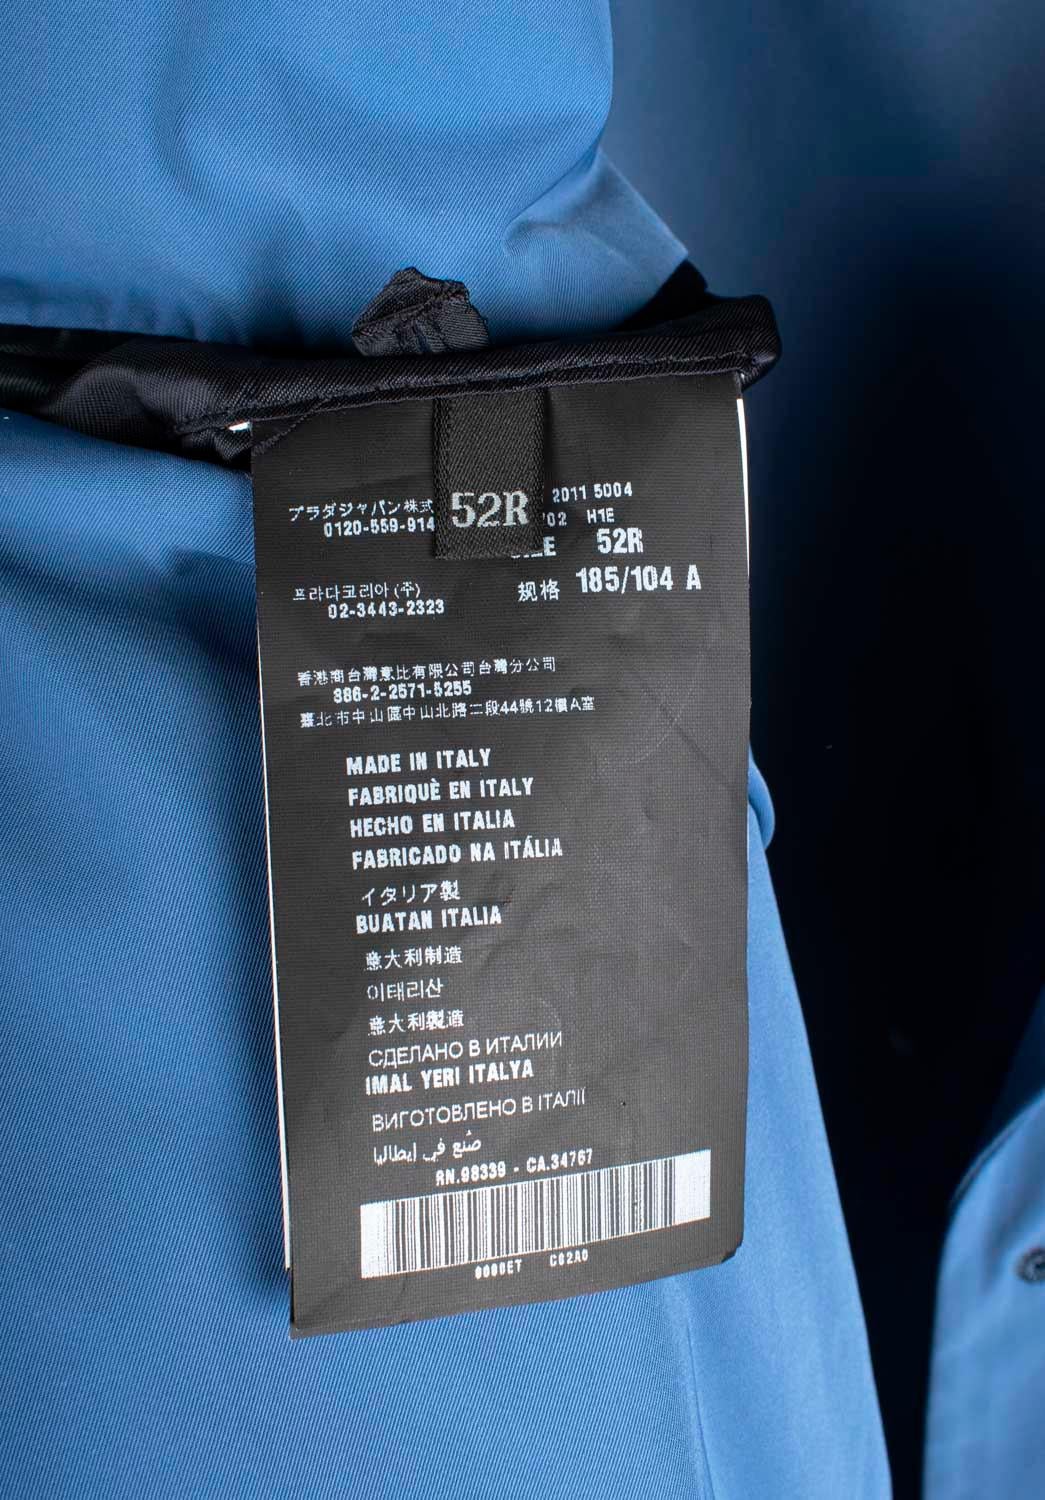 52R
プラダジャパン株式
0120-559-914
2011 5004
02 H1E
52R
프라다코리아 (주)
02-3443-2323
规格 185/104 A
香港商台灣意比有限公司台灣分公司
886-2-2571-5255
臺北市中山區中山北路二段44號12樓A室
MADE IN ITALY
FABRIQUÈ EN ITALY
HECHO EN ITALIA
FABRICADO NA ITÁLIA
イタリア製
BUATAN ITALIA
意大利制造
이태리산
意大利製造
СДЕЛАНО В ИТАЛИИ
IMAL YERI ITALYA
ВИГОТОВЛЕНО В ІТАЛІЇ
صُنع في إيطاليا
RN.98339 - CA.34767